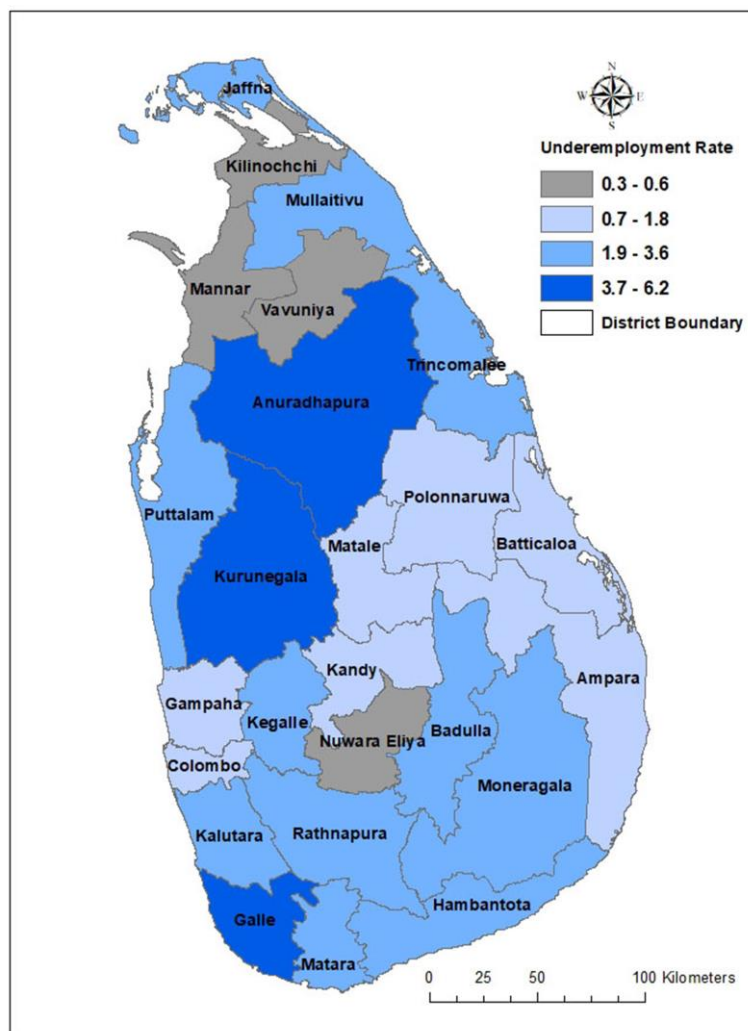 N
W E
S
Underemployment Rate
0.3 - 0.6
0.7 - 1.8
1.9 - 3.6
3.7 - 6.2
District Boundary
Jaffna
Kilinochchi
Mullaitivu
Mannar
Vavuniya
Trincomalee
Anuradhapura
Polonnaruwa
Puttalam
Matale
Batticaloa
Kurunegala
Kandy
Ampara
Gampaha
Kegalle
Badulla
Nuwara Eliya
Colombo
Moneragala
Kalutara
Rathnapura
Hambantota
Galle
Matara
0 25 50 100 Kilometers